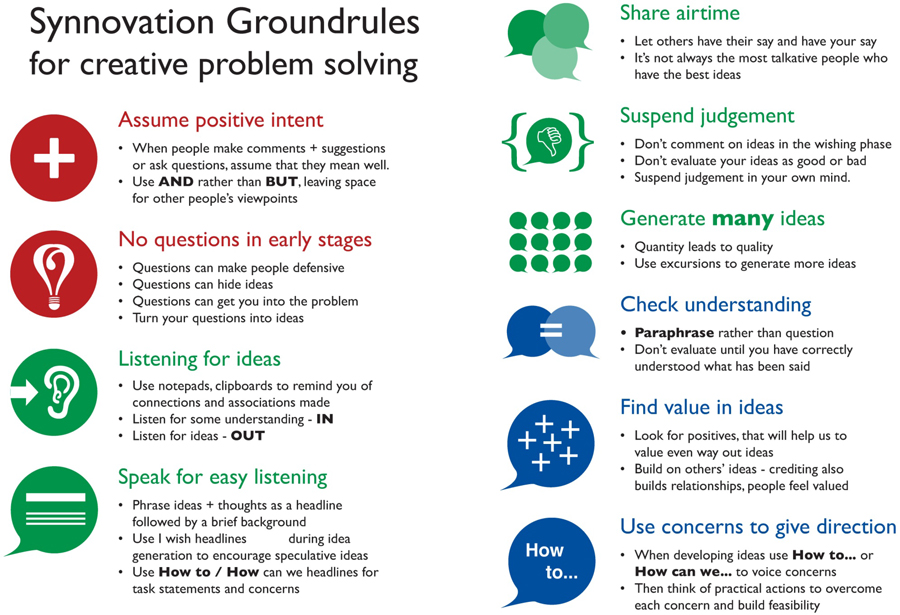 Synnovation Groundrules
for creative problem solving
Assume positive intent
• When people make comments + suggestions
or ask questions, assume that they mean well.
• Use AND rather than BUT, leaving space
for other people's viewpoints
No questions in early stages
• Questions can make people defensive
• Questions can hide ideas
• Questions can get you into the problem
• Turn your questions into ideas
Listening for ideas
• Use notepads, clipboards to remind you of
connections and associations made
• Listen for some understanding - IN
• Listen for ideas - OUT
Speak for easy listening
• Phrase ideas + thoughts as a headline
followed by a brief background
• Use I wish headlines during idea
generation to encourage speculative ideas
• Use How to / How can we headlines for
task statements and concerns
Share airtime
• Let others have their say and have your say
• It's not always the most talkative people who
have the best ideas
Suspend judgement
• Don't comment on ideas in the wishing phase
• Don't evaluate your ideas as good or bad
• Suspend judgement in your own mind.
Generate many ideas
• Quantity leads to quality
• Use excursions to generate more ideas
Check understanding
• Paraphrase rather than question
• Don't evaluate until you have correctly
understood what has been said
Find value in ideas
• Look for positives, that will help us to
value even way out ideas
• Build on others' ideas - crediting also
builds relationships, people feel valued
How
to...
Use concerns to give direction
• When developing ideas use How to... or
How can we... to voice concerns
• Then think of practical actions to overcome
each concern and build feasibility